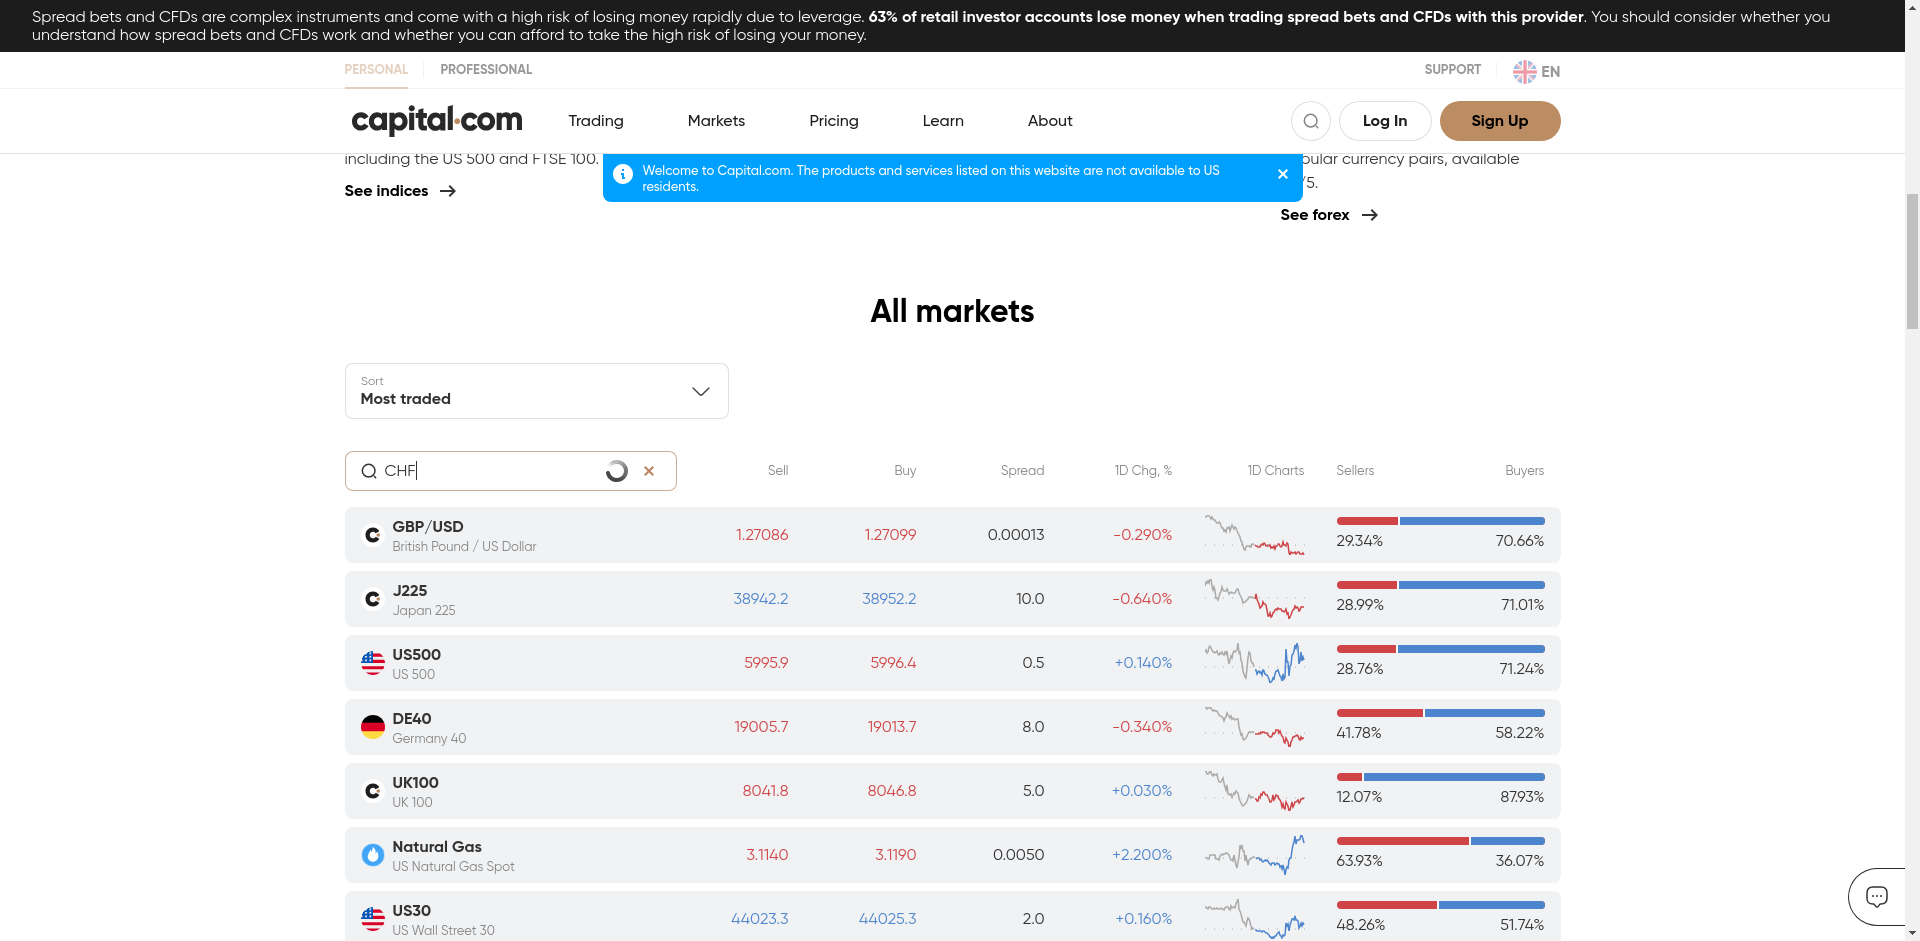 Spread bets and CFDs are complex instruments and come with a high risk of losing money rapidly due to leverage. 63% of retail investor accounts lose money when trading spread bets and CFDs with this provider. You should consider whether you
understand how spread bets and CFDs work and whether you can afford to take the high risk of losing your money.
PERSONAL PROFESSIONAL SUPPORT EN
capital.com Trading Markets Pricing Learn About Log In Sign Up
including the US 500 and FTSE 100.
Welcome to Capital.com. The products and services listed on this website are not available to US
residents.
currency pairs, available
See indices
See forex
All markets
Sort
Most traded
CHF Sell Buy Spread 1D Chg, % 1D Charts Sellers Buyers
GBP/USD
British Pound / US Dollar
1.27086 1.27099 0.00013 -0.290% 29.34% 70.66%
J225
Japan 225
38942.2 38952.2 10.0 -0.640% 28.99% 71.01%
US500
US 500
5995.9 5996.4 0.5 +0.140% 28.76% 71.24%
DE40
Germany 40
19005.7 19013.7 8.0 -0.340% 41.78% 58.22%
UK100
UK 100
8041.8 8046.8 5.0 +0.030% 12.07% 87.93%
Natural Gas
US Natural Gas Spot
3.1140 3.1190 0.0050 +2.200% 63.93% 36.07%
US30
US Wall Street 30
44023.3 44025.3 2.0 +0.160% 48.26% 51.74%